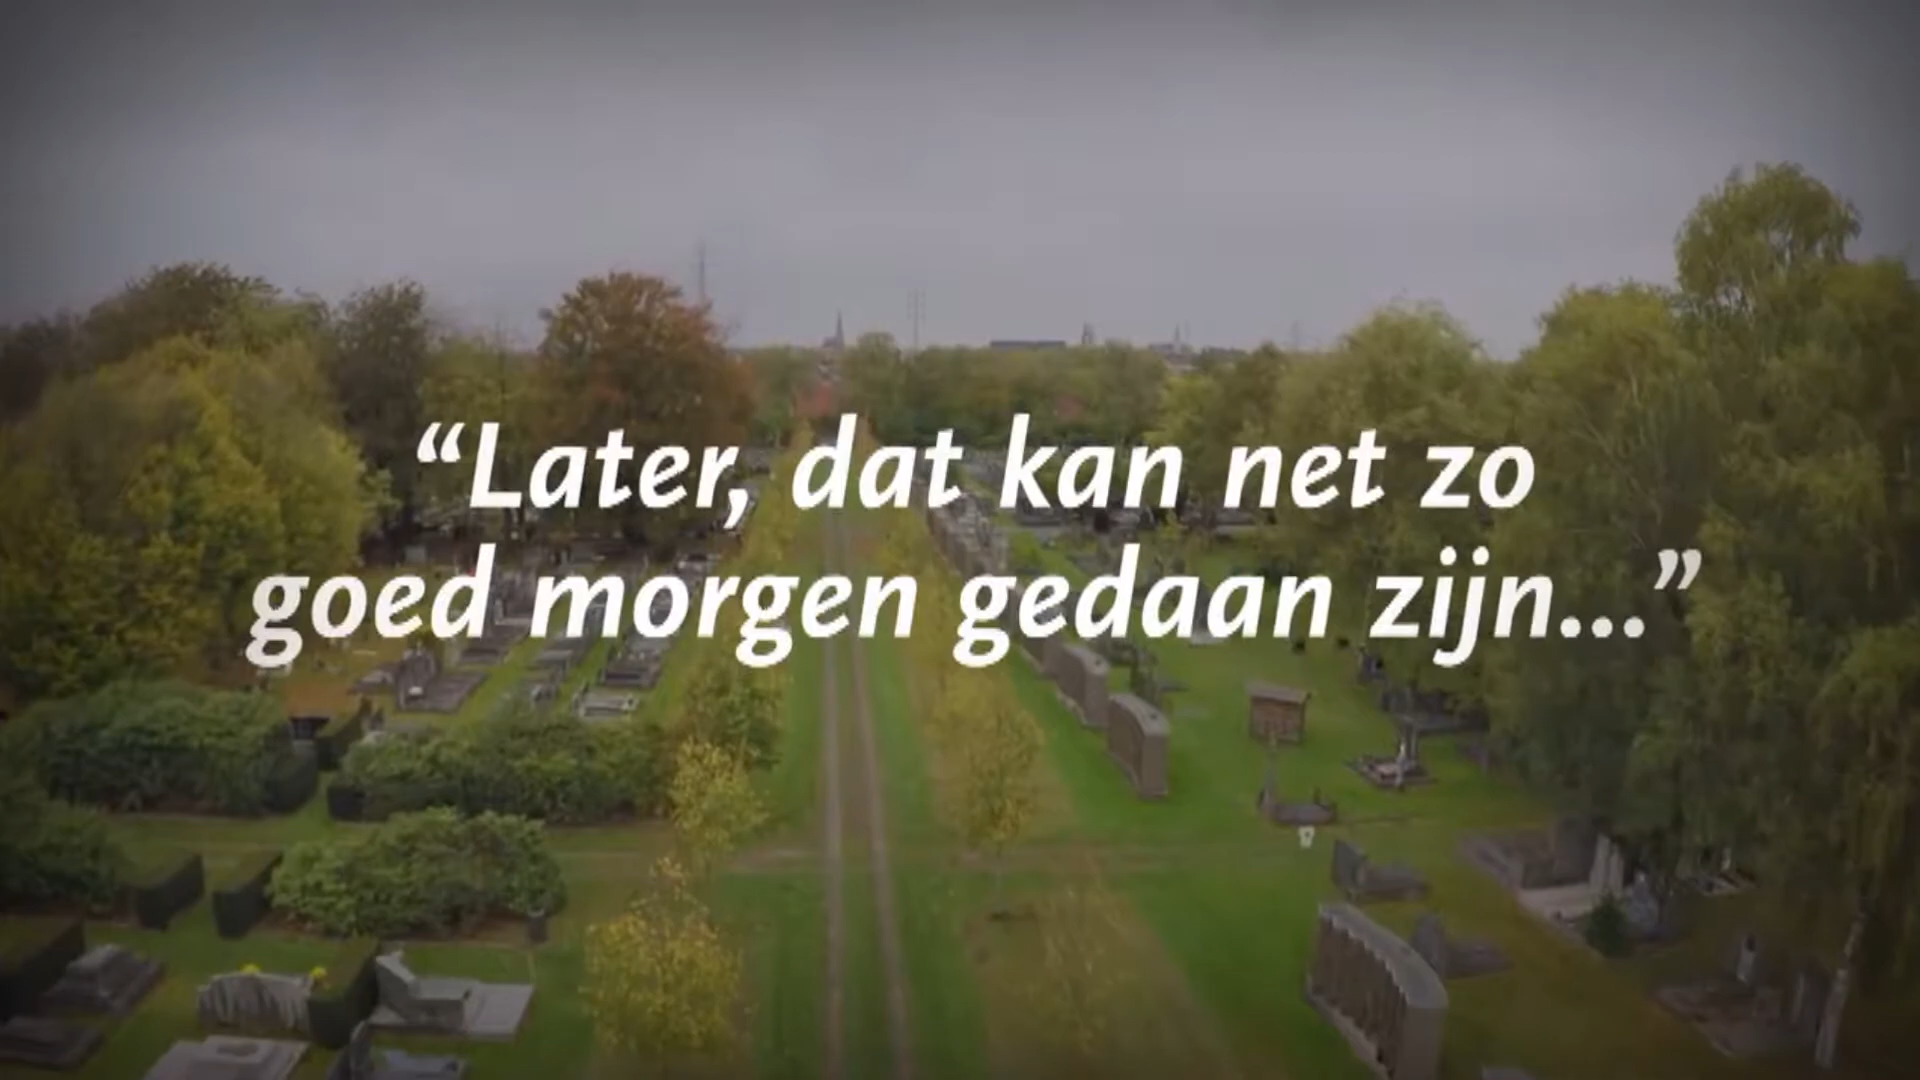 “Later, dat kan net zo
goed morgen gedaan zijn...”